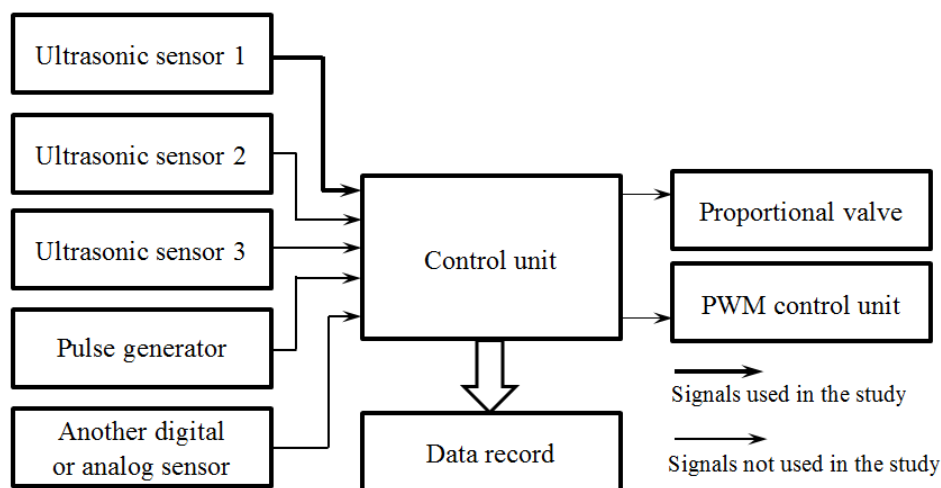 Ultrasonic sensor 1
Ultrasonic sensor 2
Ultrasonic sensor 3
Pulse generator
Another digital
or analog sensor
Control unit
Data record
Proportional valve
PWM control unit
Signals used in the study
Signals not used in the study